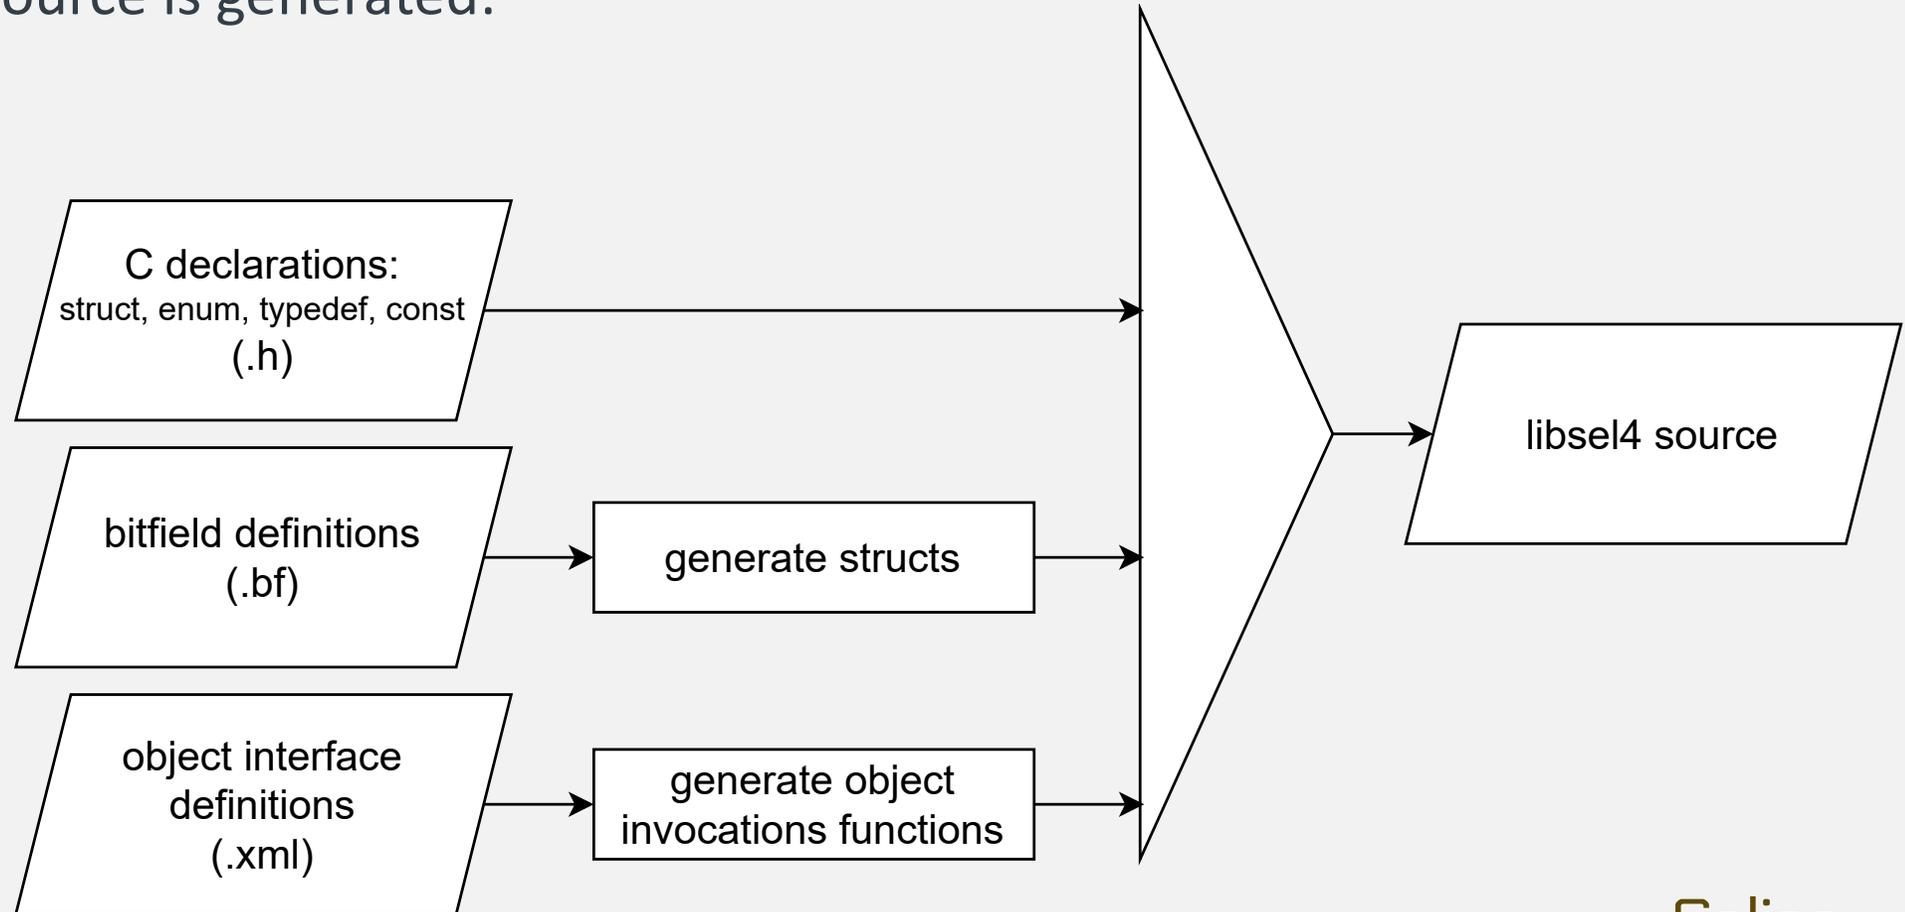 ource is generated:
C declarations:
struct, enum, typedef, const
(.h)
bitfield definitions
(.bf)
generate structs
object interface
definitions
(.xml)
generate object
invocations functions
libsel4 source